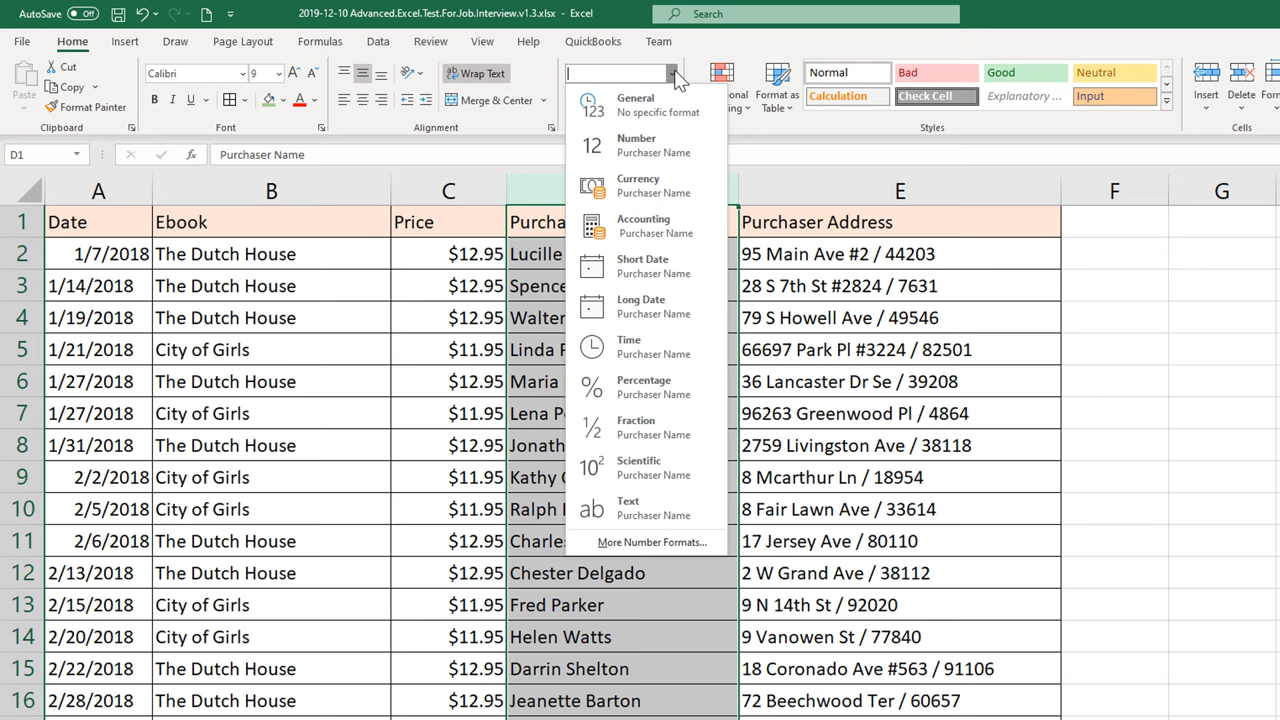 AutoSave Off 2019-12-10 Advanced.Excel.Test.For.Job.Interview.v1.3.xlsx - Excel Search
File Home Insert Draw Page Layout Formulas Data Review View Help QuickBooks Team
Paste Cut Copy Format Painter
Clipboard
Calibri 9
B I U A
Font
Wrap Text
Merge & Center
Alignment
onal
ing
Format as
Table
Normal Bad Good Neutral
Calculation Check Cell Explanatory ... Input
Styles
Insert Delete Form
Cells
D1 fx Purchaser Name
General
No specific format
Number
Purchaser Name
Currency
Purchaser Name
Accounting
Purchaser Name
Short Date
Purchaser Name
Long Date
Purchaser Name
Time
Purchaser Name
Percentage
Purchaser Name
Fraction
Purchaser Name
Scientific
Purchaser Name
Text
Purchaser Name
More Number Formats...
123
12
%
½
10²
ab
A B C E F G
1 Date Ebook Price Purcha Purchaser Address
2 1/7/2018 The Dutch House $12.95 Lucille 95 Main Ave #2 / 44203
3 1/14/2018 The Dutch House $12.95 Spence 28 S 7th St #2824 / 7631
4 1/19/2018 The Dutch House $12.95 Walter 79 S Howell Ave / 49546
5 1/21/2018 City of Girls $11.95 Linda 66697 Park Pl #3224 / 82501
6 1/27/2018 The Dutch House $12.95 Maria 36 Lancaster Dr Se / 39208
7 1/27/2018 City of Girls $11.95 Lena P 96263 Greenwood Pl / 4864
8 1/31/2018 The Dutch House $12.95 Jonath 2759 Livingston Ave / 38118
9 2/2/2018 City of Girls $11.95 Kathy 8 Mcarthur Ln / 18954
10 2/5/2018 City of Girls $11.95 Ralph 8 Fair Lawn Ave / 33614
11 2/6/2018 City of Girls $11.95 Charles 17 Jersey Ave / 80110
12 2/13/2018 The Dutch House $12.95 Chester Delgado 2 W Grand Ave / 38112
13 2/15/2018 City of Girls $11.95 Fred Parker 9 N 14th St / 92020
14 2/20/2018 City of Girls $11.95 Helen Watts 9 Vanowen St / 77840
15 2/22/2018 The Dutch House $12.95 Darrin Shelton 18 Coronado Ave #563 / 91106
16 2/28/2018 The Dutch House $12.95 Jeanette Barton 72 Beechwood Ter / 60657